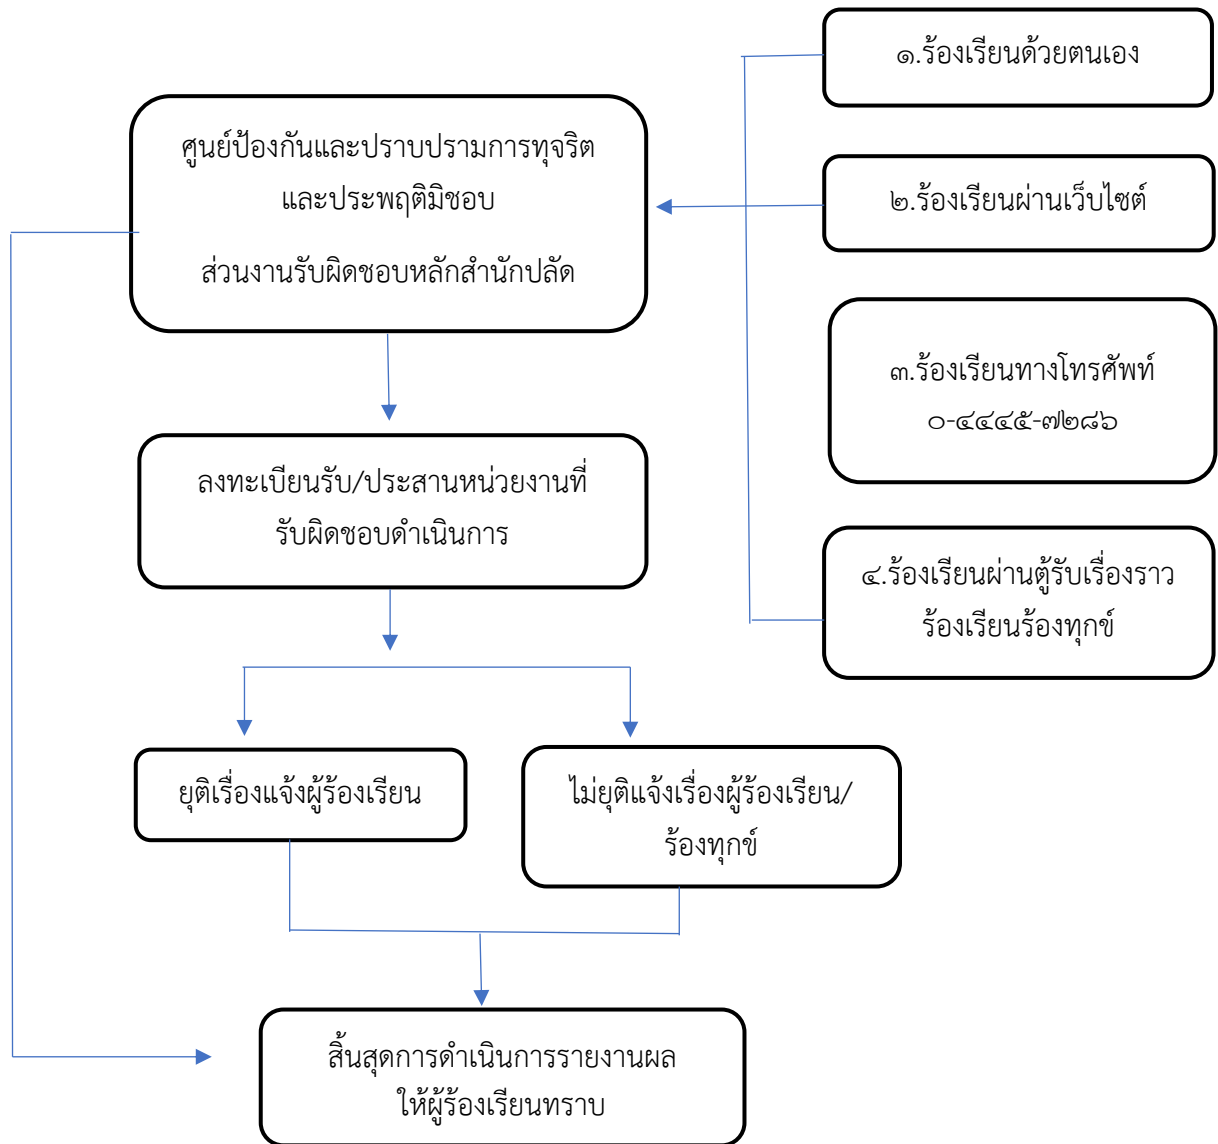 ๑.ร้องเรียนด้วยตนเอง
ศูนย์ป้องกันและปราบปรามการทุจริต
และประพฤติมิชอบ
ส่วนงานรับผิดชอบหลักสำนักปลัด
๒.ร้องเรียนผ่านเว็บไซต์
๓.ร้องเรียนทางโทรศัพท์
๐-๔๔๔๕-๗๒๘๖
ลงทะเบียนรับ/ประสานหน่วยงานที่
รับผิดชอบดำเนินการ
๔.ร้องเรียนผ่านตู้รับเรื่องราว
ร้องเรียนร้องทุกข์
ยุติเรื่องแจ้งผู้ร้องเรียน
ไม่ยุติแจ้งเรื่องผู้ร้องเรียน/
ร้องทุกข์
สิ้นสุดการดำเนินการรายงานผล
ให้ผู้ร้องเรียนทราบ